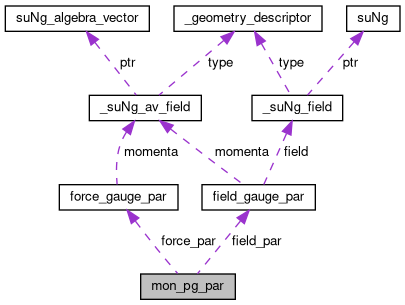 suNg_algebra_vector
_geometry_descriptor
suNg
ptr
type
type
ptr
_suNg_av_field
_suNg_field
momenta
momenta
field
force_gauge_par
field_gauge_par
force_par
field_par
mon_pg_par